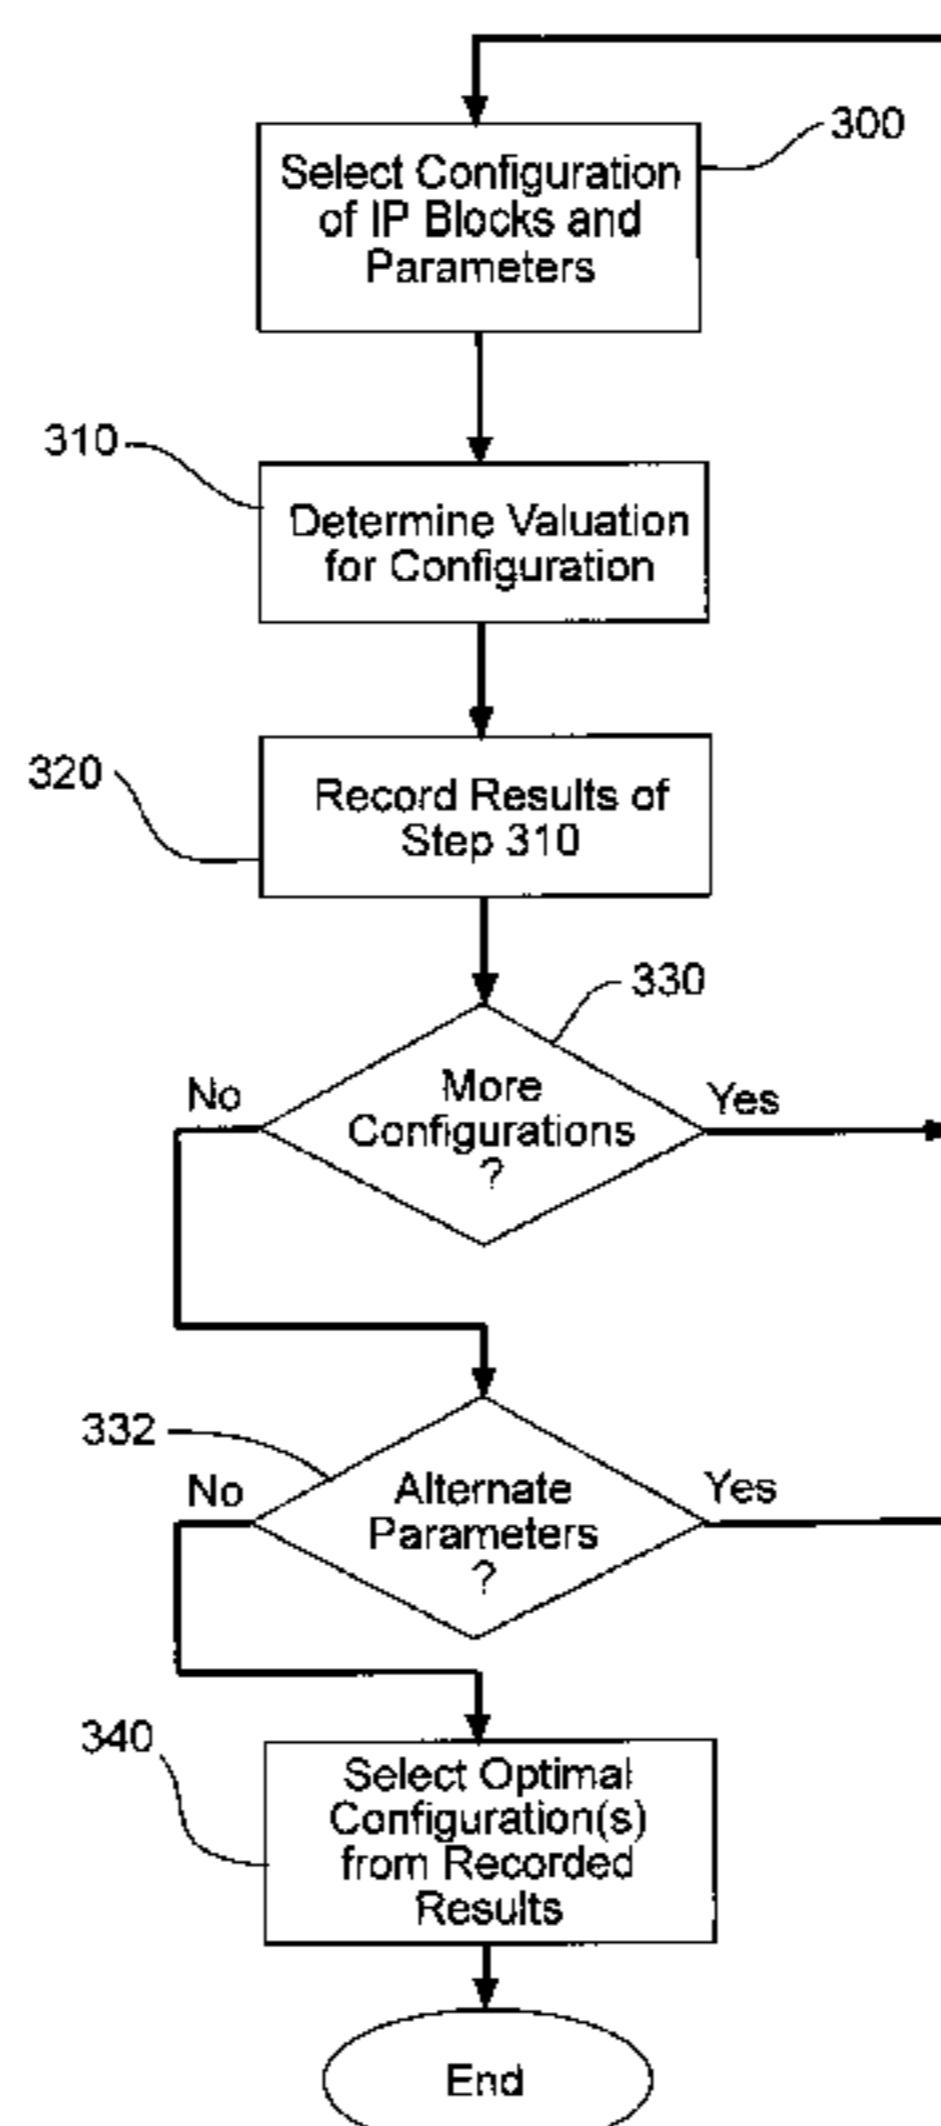 300
Select Configuration
of IP Blocks and
Parameters
310
Determine Valuation
for Configuration
320
Record Results of
Step 310
330
No
More
Configurations
?
Yes
332
No
Alternate
Parameters
?
Yes
340
Select Optimal
Configuration(s)
from Recorded
Results
End